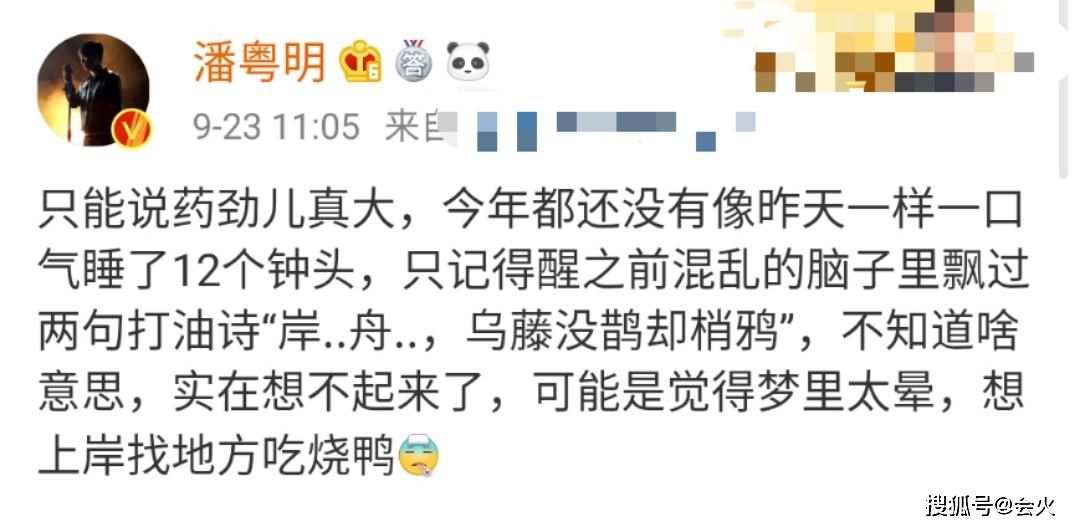 潘粤明
9-23 11:05 来自
只能说药劲儿真大，今年都还没有像昨天一样一口
气睡了12个钟头，只记得醒之前混乱的脑子里飘过
两句打油诗“岸..舟..，乌藤没鹊却梢鸦”，不知道啥
意思，实在想不起来了，可能是觉得梦里太晕，想
上岸找地方吃烧鸭
搜狐号@会火